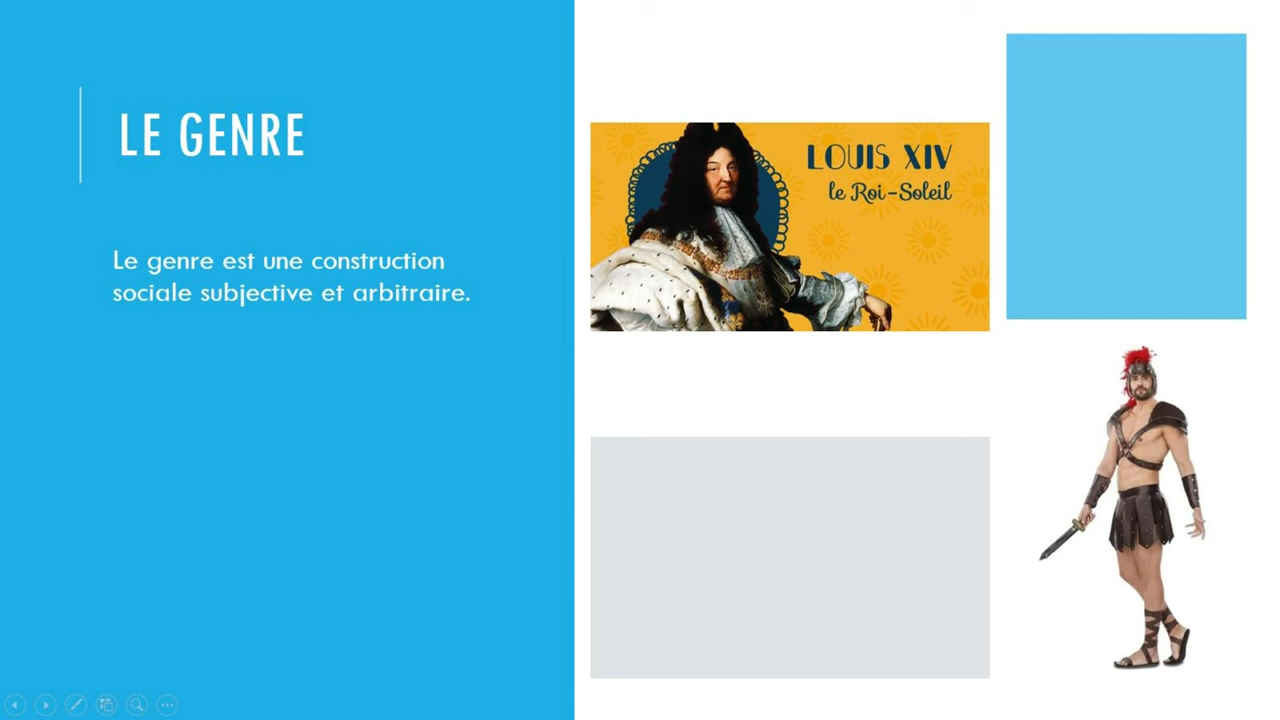 LE GENRE
Le genre est une construction
sociale subjective et arbitraire.
LOUIS XIV
le Roi-Soleil